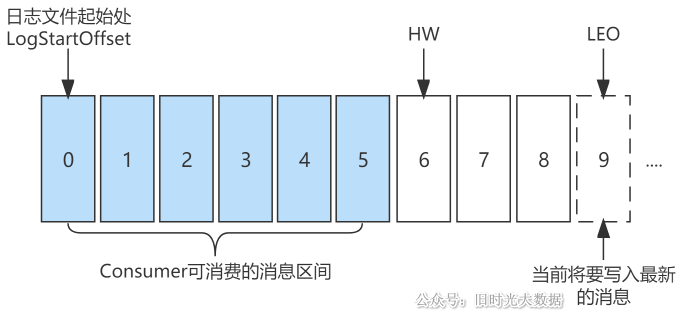 日志文件起始处
LogStartOffset
HW
LEO
0 1 2 3 4 5 6 7 8 9 ....
Consumer可消费的消息区间
当前将要写入最新
的消息
公众号：旧时光大数据